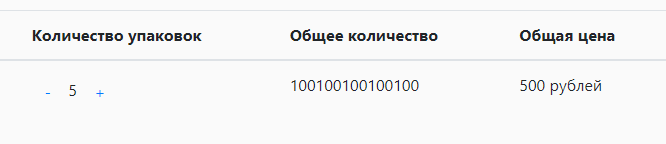 Количество упаковок Общее количество Общая цена
- 5 + 100100100100100 500 рублей